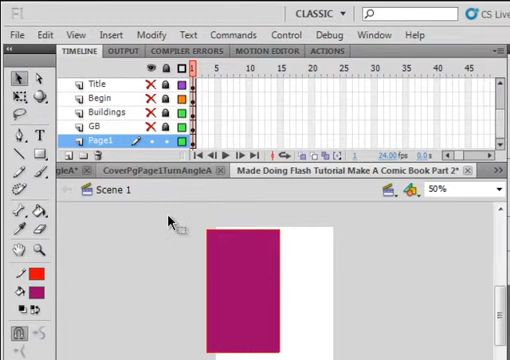 Fl CLASSIC CS Live
File Edit View Insert Modify Text Commands Control Debug Window Help
TIMELINE OUTPUT COMPILER ERRORS MOTION EDITOR ACTIONS
1 5 10 15 20 25 30 35 40 45
Title
Begin
Buildings
GB
Page1
1 24.00 fps 0.0 s
gleA* CoverPgPage1TurnAngleA Made Doing Flash Tutorial Make A Comic Book Part 2*
Scene 1 50%
T